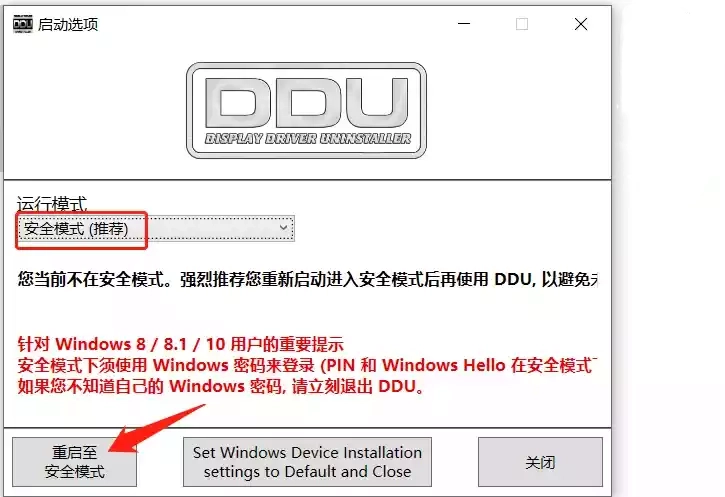 启动选项
DDU
DISPLAY DRIVER UNINSTALLER
运行模式
安全模式 (推荐)
您当前不在安全模式。强烈推荐您重新启动进入安全模式后再使用 DDU, 以避免
针对 Windows 8 / 8.1 / 10 用户的重要提示
安全模式下须使用 Windows 密码来登录 (PIN 和 Windows Hello 在安全模式
如果您不知道自己的 Windows 密码, 请立刻退出 DDU。
重启至
安全模式
Set Windows Device Installation
settings to Default and Close
关闭